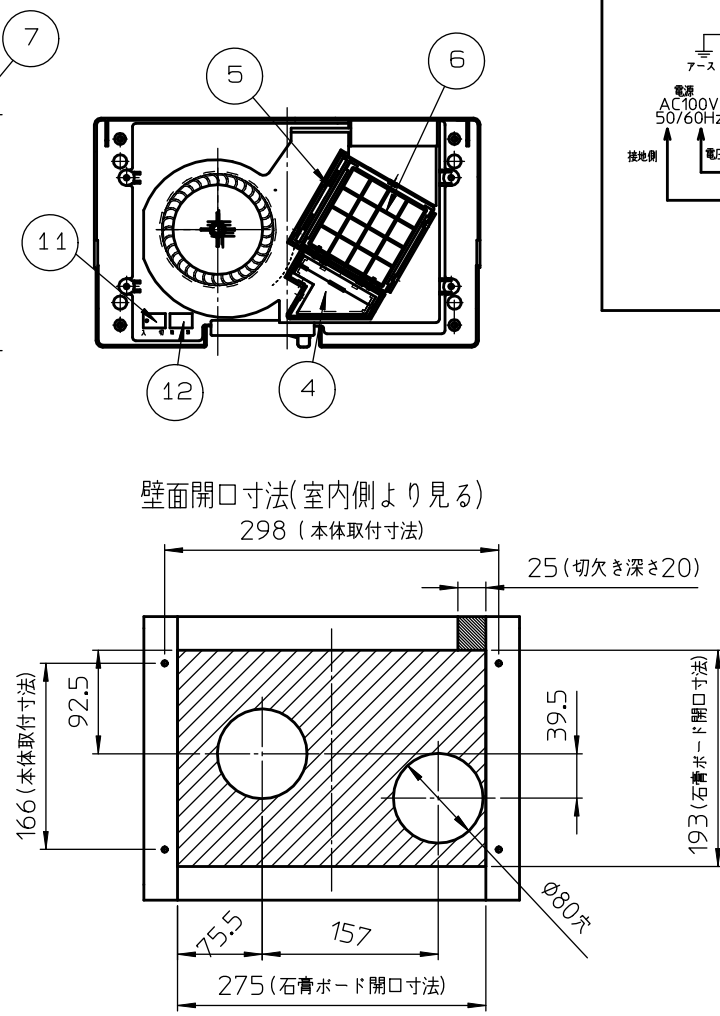 7
5
6
11
12
4
アース
電源
AC100V
50/60Hz
接地側
壁面開口寸法(室内側より見る)
298 (本体取付寸法)
25(切欠き深さ20)
92.5
166(本体取付寸法)
39.5
193(石膏ボード開口寸法)
75.5
157
Ø80穴
275(石膏ボード開口寸法)